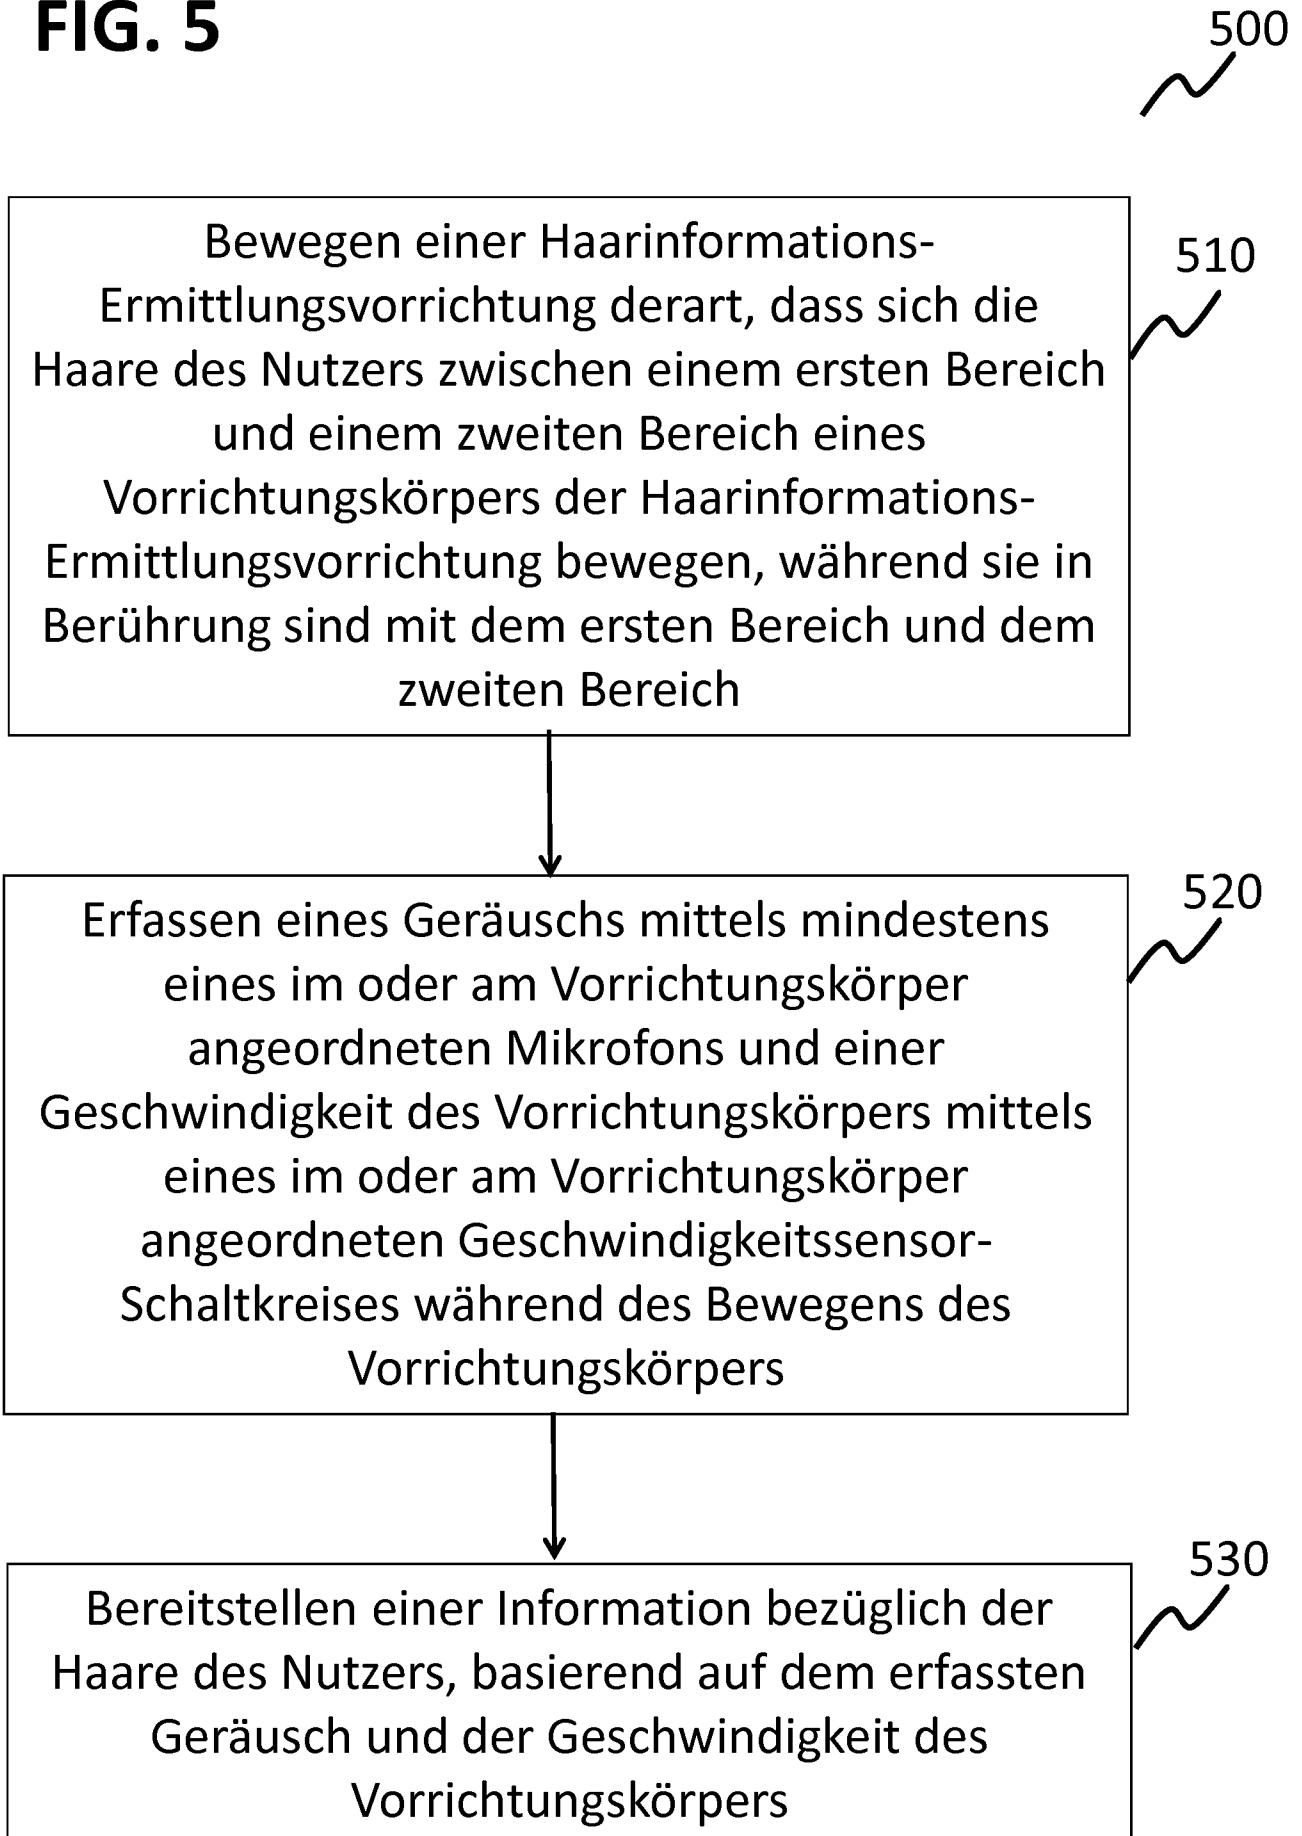 FIG. 5
500
Bewegen einer Haarinformations-
510
Ermittlungsvorrichtung derart, dass sich die
Haare des Nutzers zwischen einem ersten Bereich
und einem zweiten Bereich eines
Vorrichtungskörpers der Haarinformations-
Ermittlungsvorrichtung bewegen, während sie in
Berührung sind mit dem ersten Bereich und dem
zweiten Bereich
520
Erfassen eines Geräuschs mittels mindestens
eines im oder am Vorrichtungskörper
angeordneten Mikrofons und einer
Geschwindigkeit des Vorrichtungskörpers mittels
eines im oder am Vorrichtungskörper
angeordneten Geschwindigkeitssensor-
Schaltkreises während des Bewegens des
Vorrichtungskörpers
530
Bereitstellen einer Information bezüglich der
Haare des Nutzers, basierend auf dem erfassten
Geräusch und der Geschwindigkeit des
Vorrichtungskörpers